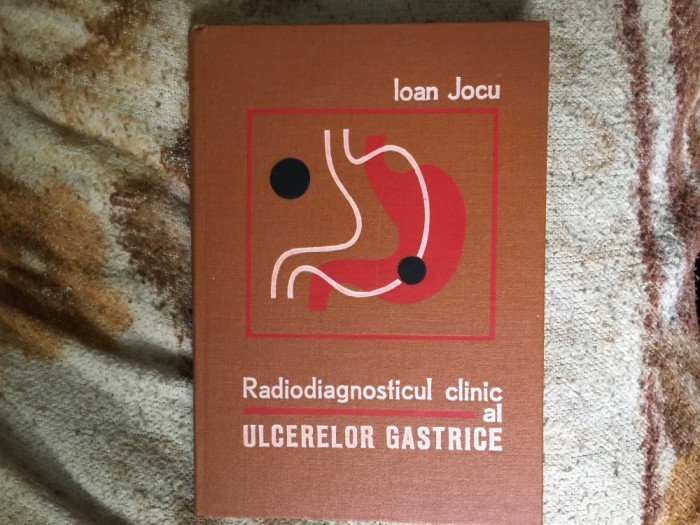 Ioan Jocu
Radiodiagnosticul clinic
al
ULCERELOR GASTRICE